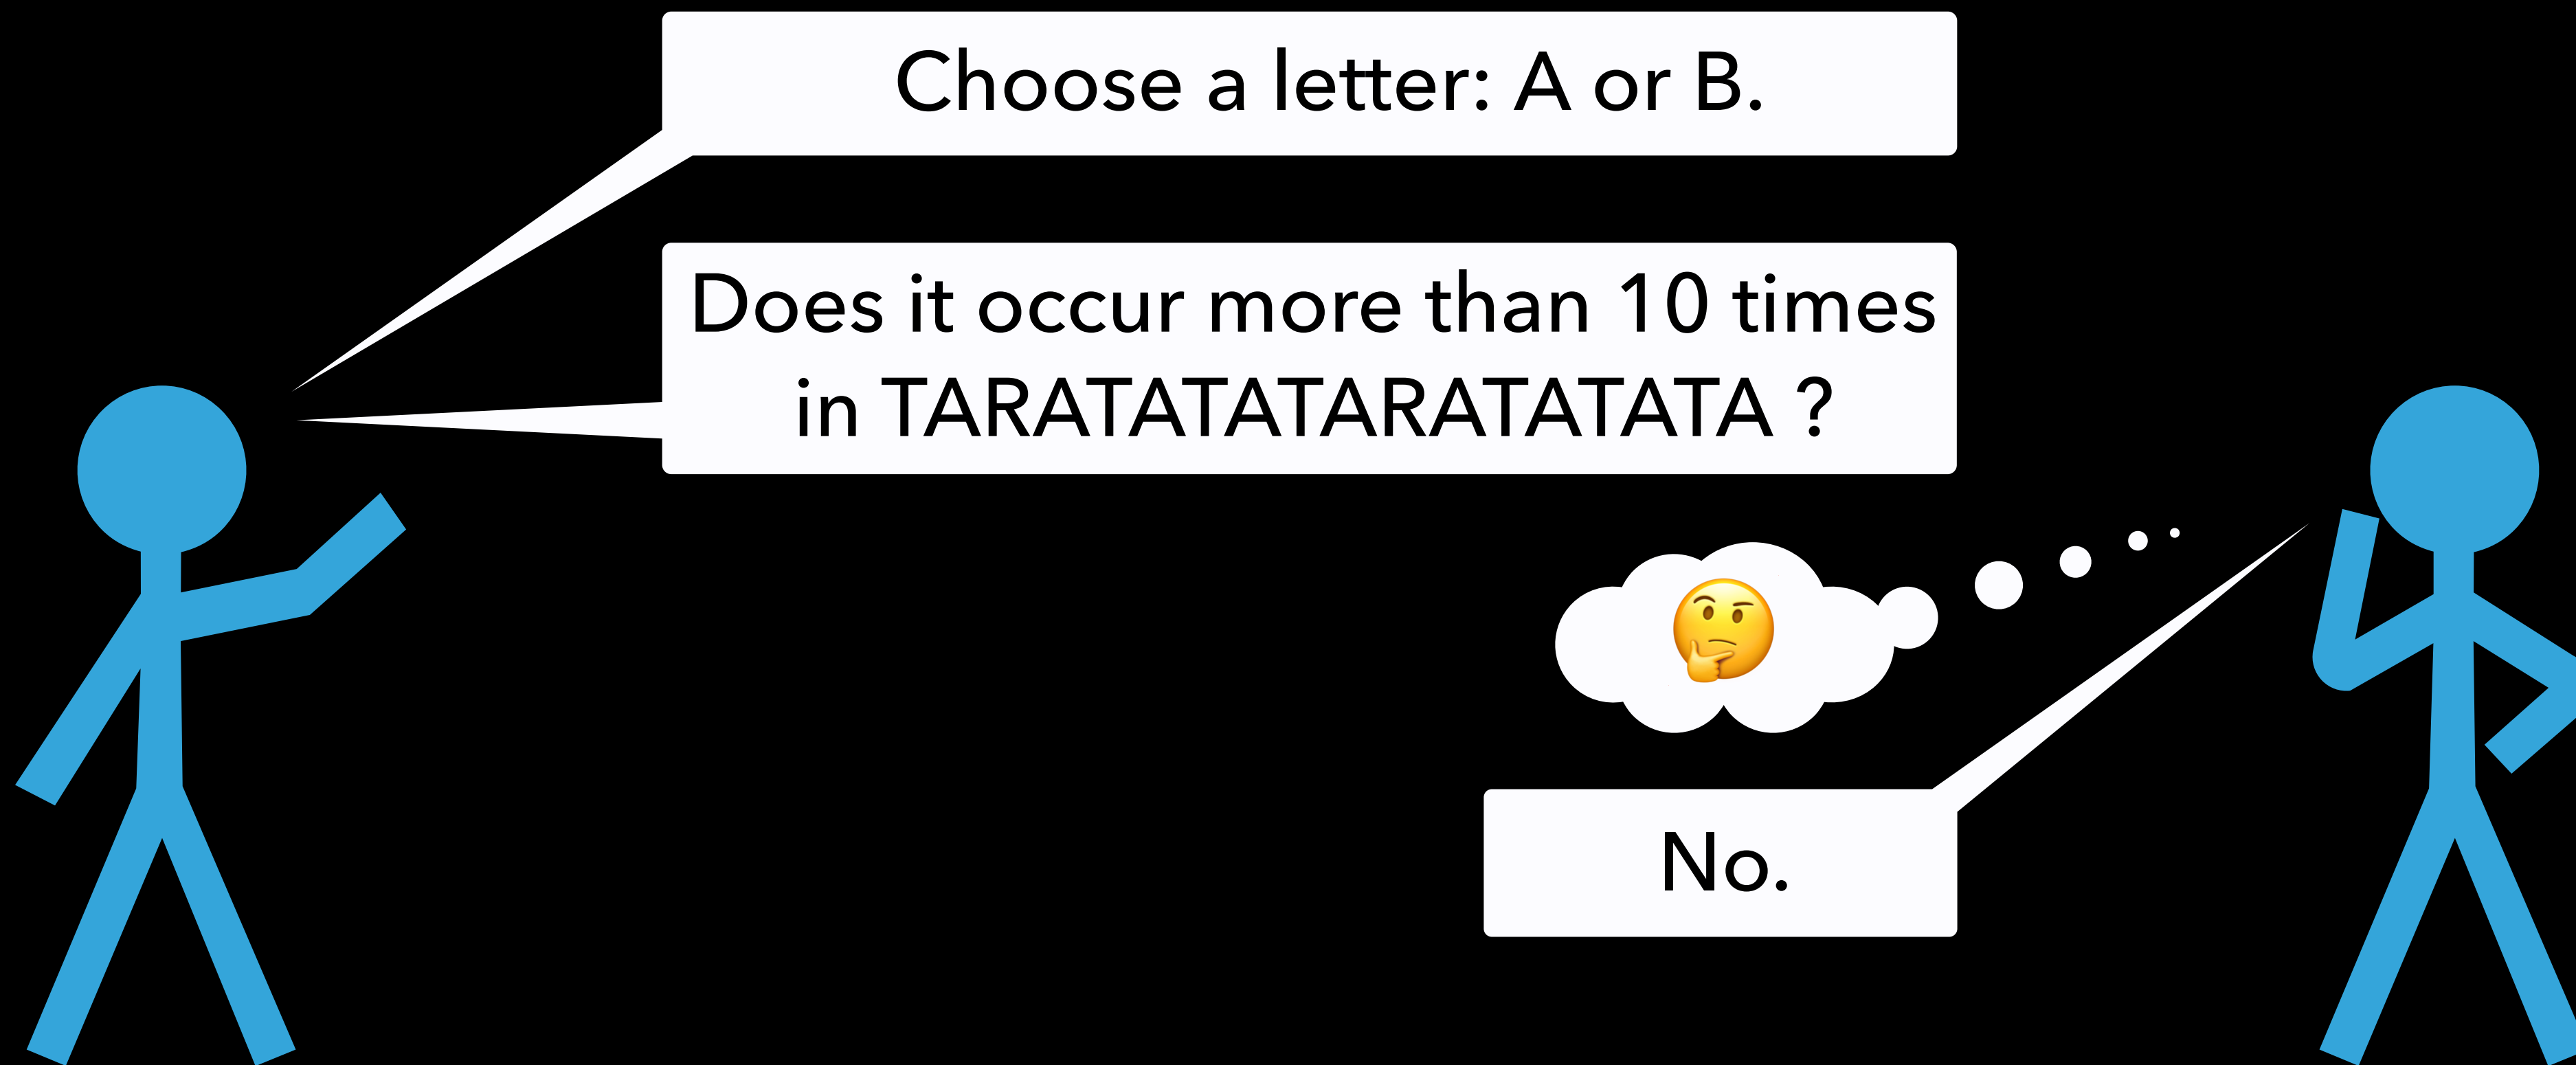 Choose a letter: A or B.
Does it occur more than 10 times
in TARATATATARATATATA ?
No.